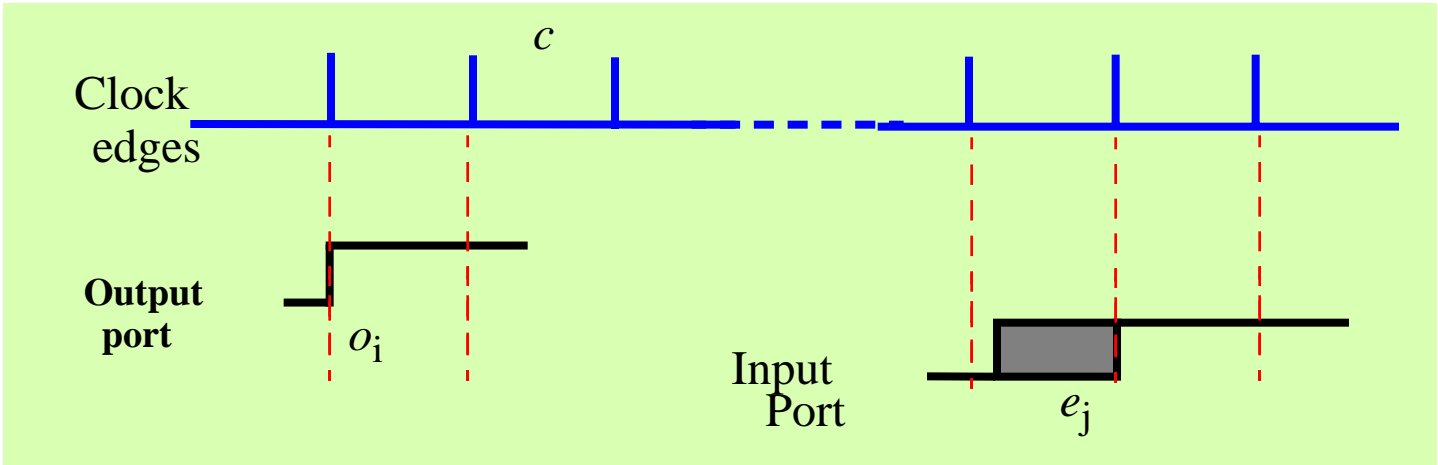 c
Clock
edges
Output
port
oi
Input
Port
ej